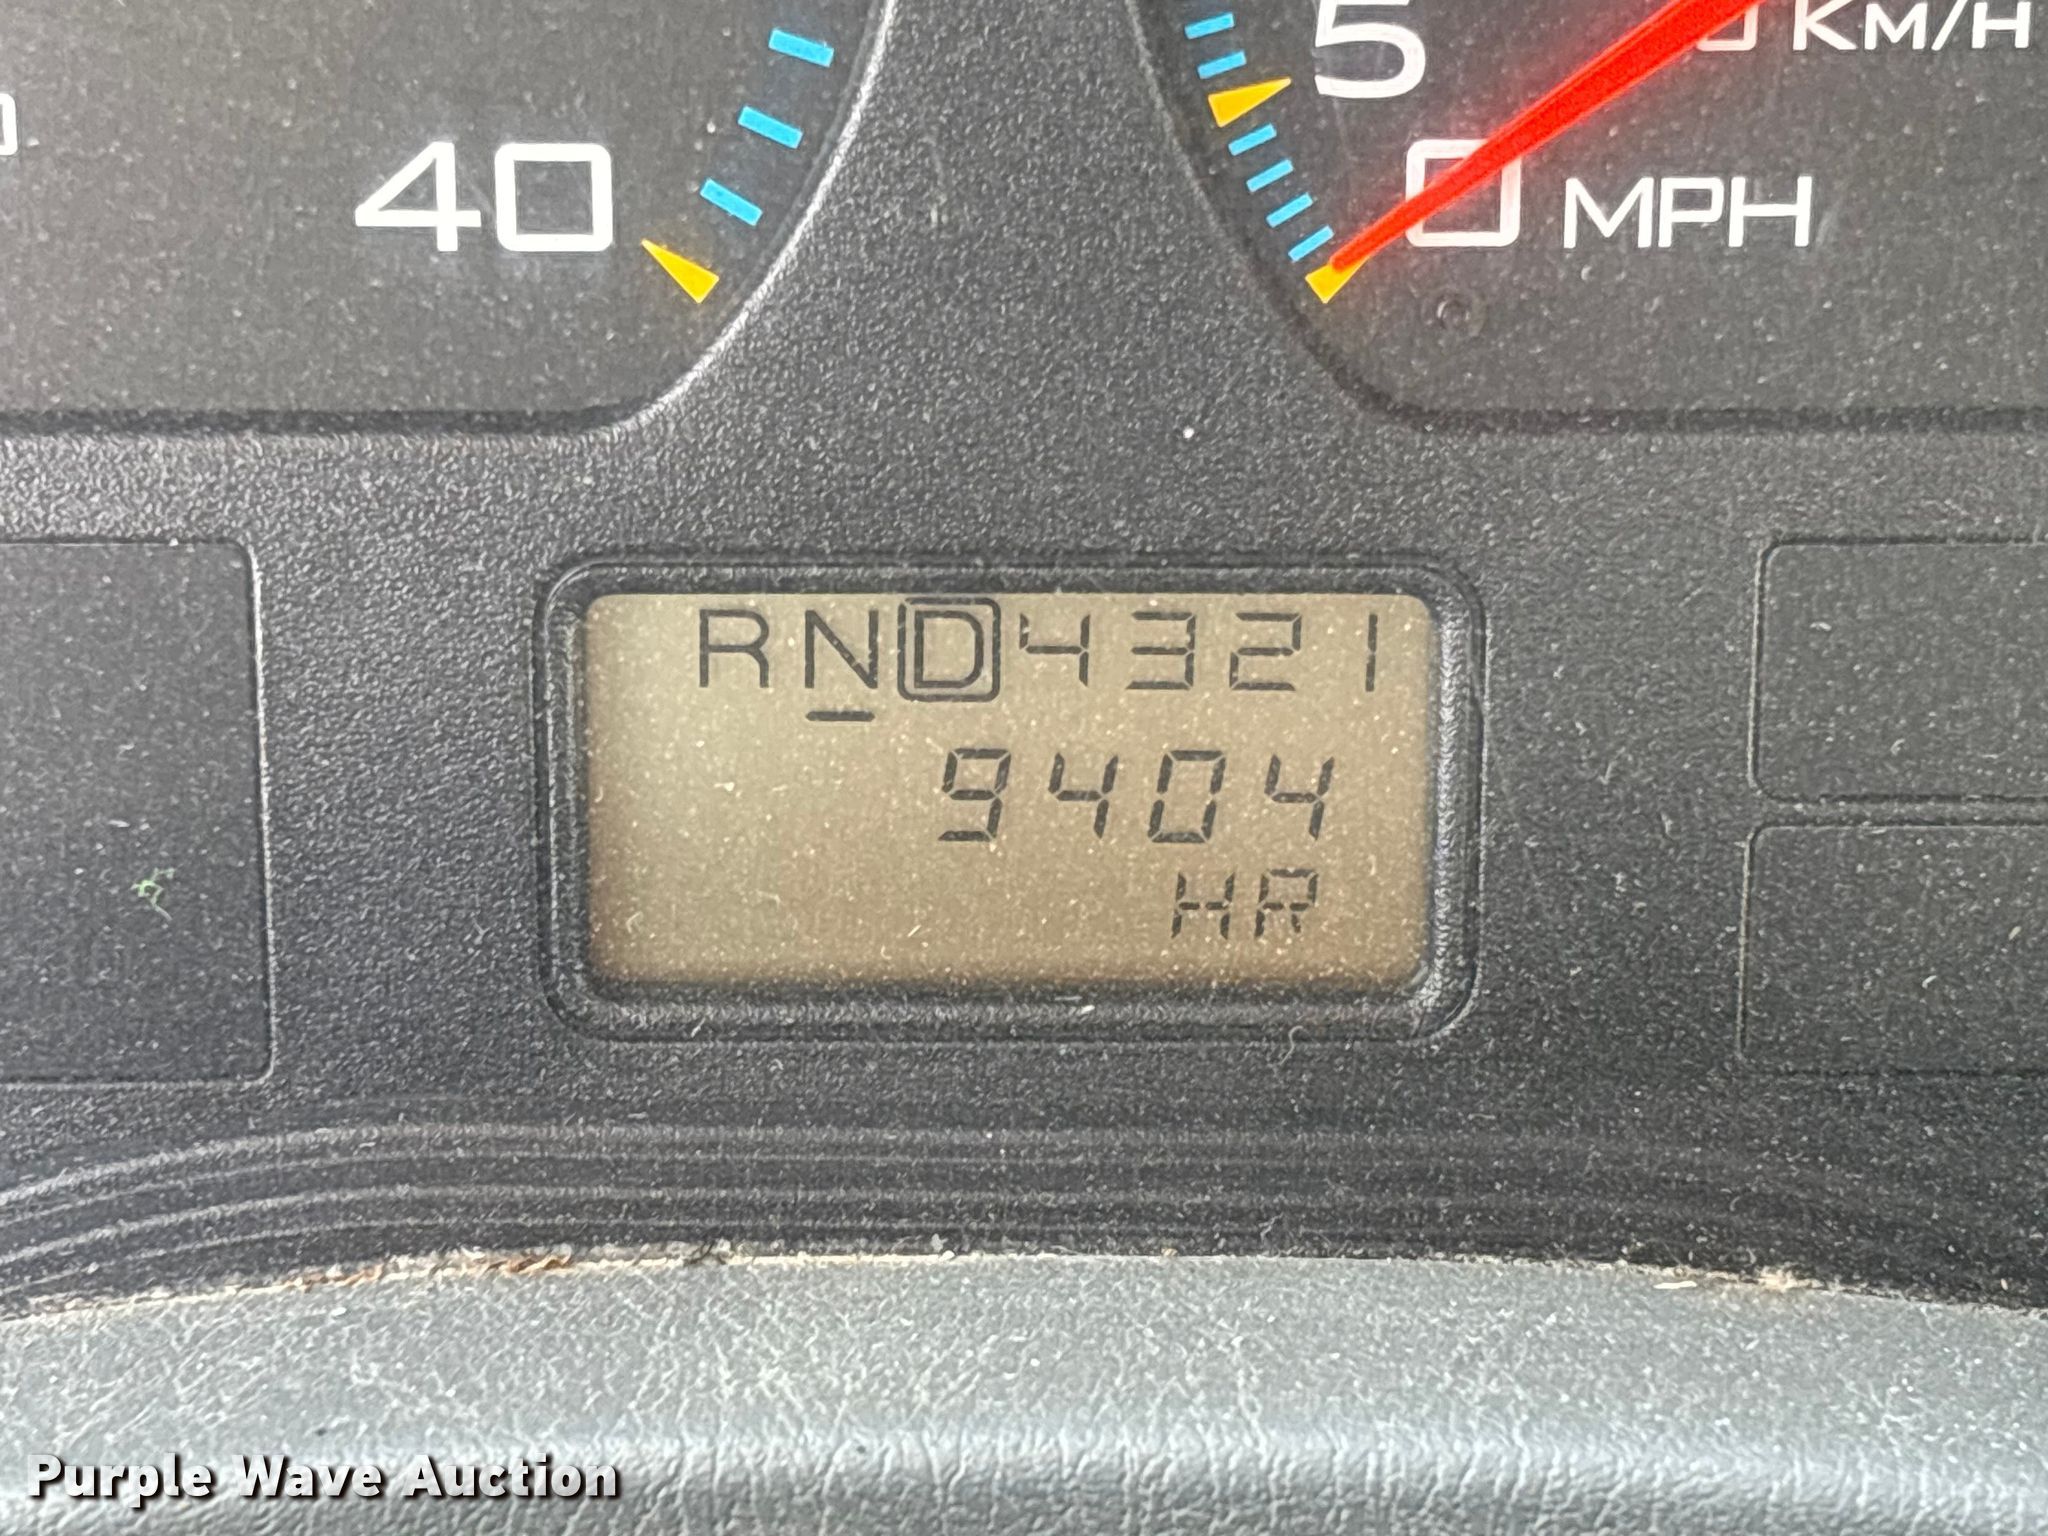 40
5
KM/H
0 MPH
RND4321
9404
HR
Purple Wave Auction